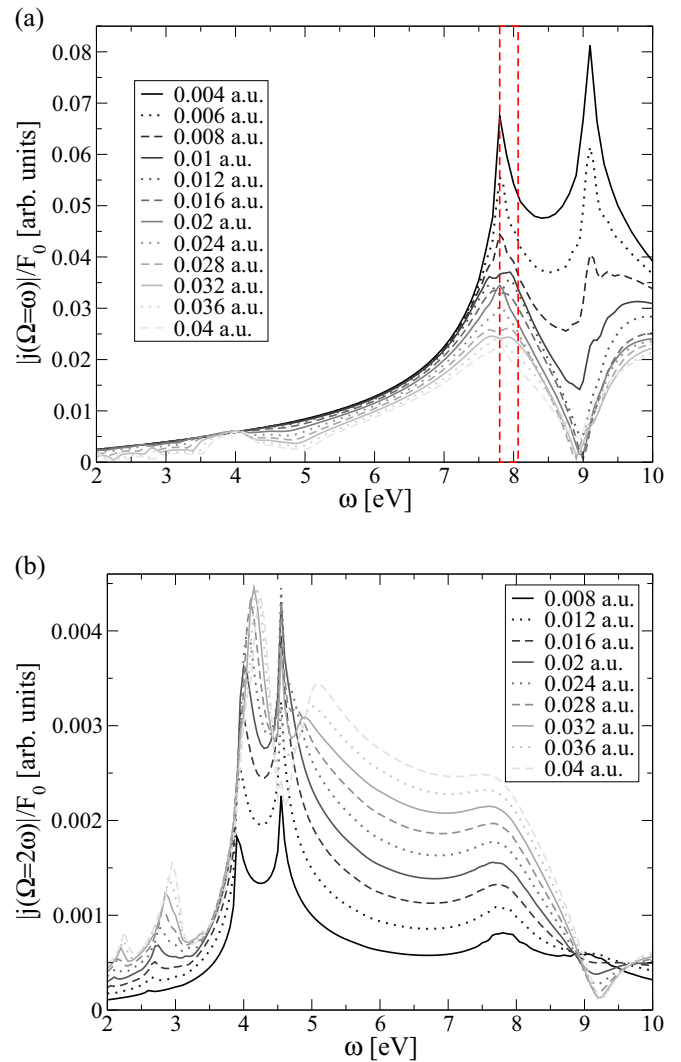 (a)
|j(Ω=ω)|/F₀ [arb. units]
0.08
0.07
0.06
0.05
0.04
0.03
0.02
0.01
0
0.004 a.u.
0.006 a.u.
0.008 a.u.
0.01 a.u.
0.012 a.u.
0.016 a.u.
0.02 a.u.
0.024 a.u.
0.028 a.u.
0.032 a.u.
0.036 a.u.
0.04 a.u.
2 3 4 5 6 7 8 9 10
ω [eV]
(b)
|j(Ω=2ω)|/F₀ [arb. units]
0.004
0.003
0.002
0.001
0
0.008 a.u.
0.012 a.u.
0.016 a.u.
0.02 a.u.
0.024 a.u.
0.028 a.u.
0.032 a.u.
0.036 a.u.
0.04 a.u.
2 3 4 5 6 7 8 9 10
ω [eV]